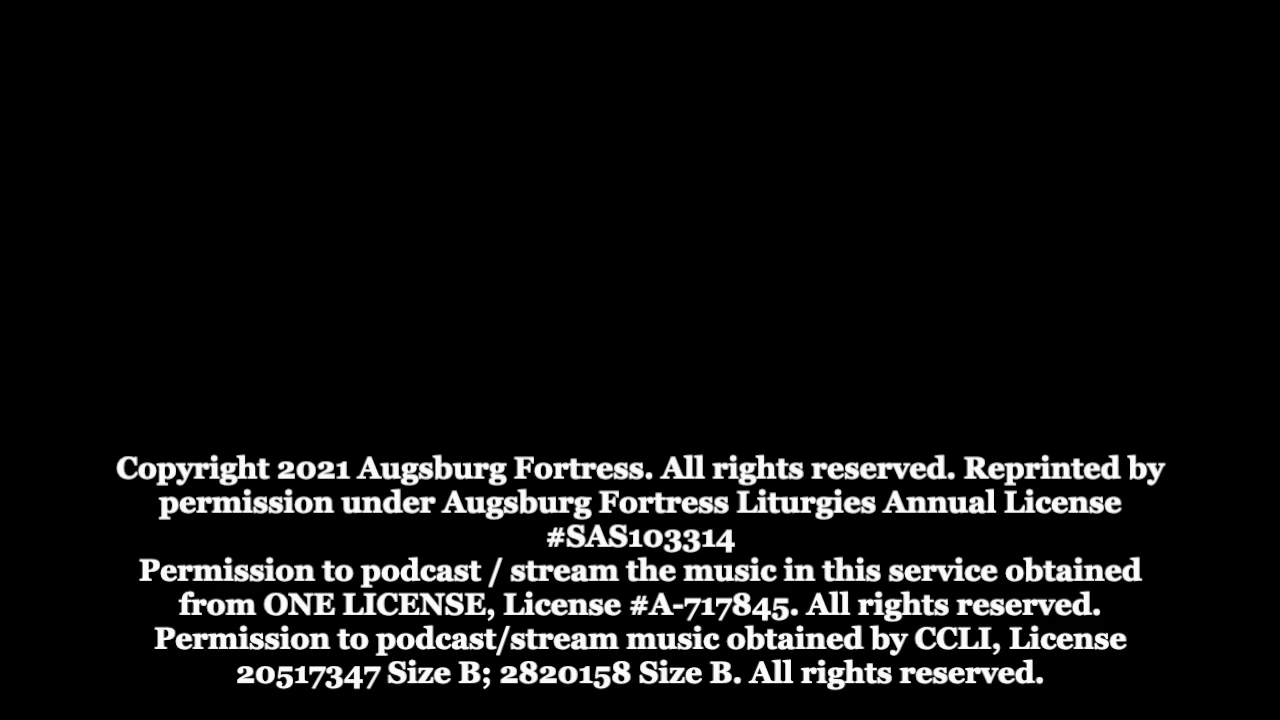 Copyright 2021 Augsburg Fortress. All rights reserved. Reprinted by
permission under Augsburg Fortress Liturgies Annual License
#SAS103314
Permission to podcast / stream the music in this service obtained
from ONE LICENSE, License #A-717845. All rights reserved.
Permission to podcast/stream music obtained by CCLI, License
20517347 Size B; 2820158 Size B. All rights reserved.